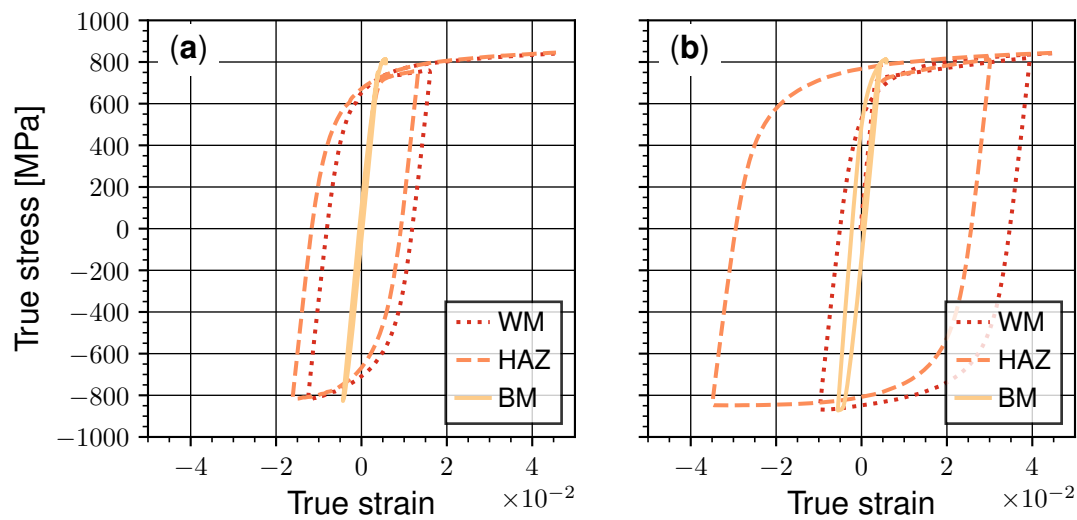 (a)
(b)
1000
800
600
400
200
0
−200
−400
−600
−800
−1000
True stress [MPa]
WM
HAZ
BM
WM
HAZ
BM
−4 −2 0 2 4
−4 −2 0 2 4
True strain ×10−2
True strain ×10−2